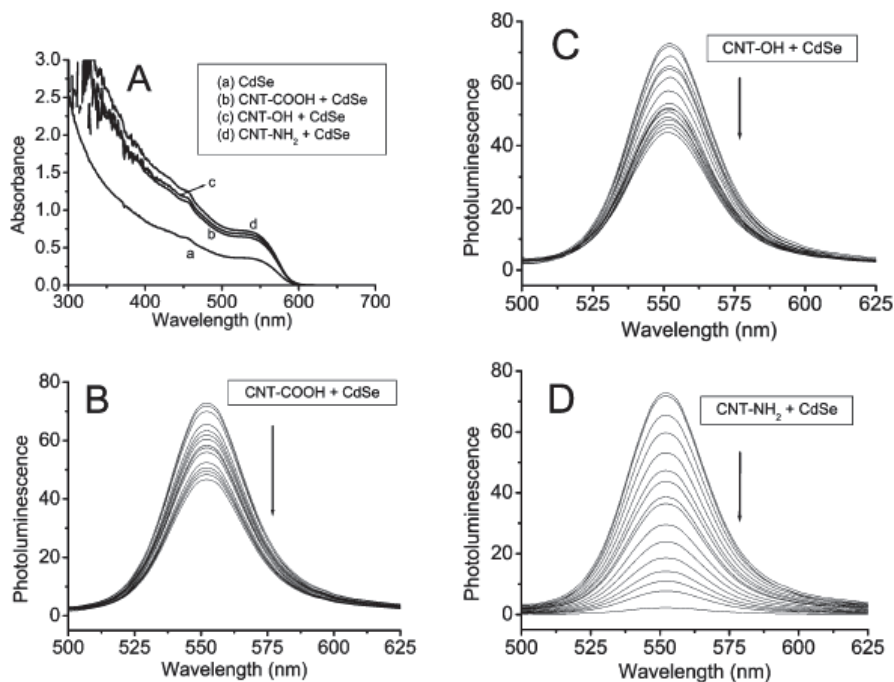 A
(a) CdSe
(b) CNT-COOH + CdSe
(c) CNT-OH + CdSe
(d) CNT-NH₂ + CdSe
3.0
2.5
2.0
1.5
1.0
0.5
0.0
Absorbance
c
d
b
a
300 400 500 600 700
Wavelength (nm)
B
CNT-COOH + CdSe
80
60
40
20
0
Photoluminescence
500 525 550 575 600 625
Wavelength (nm)
C
CNT-OH + CdSe
80
60
40
20
0
Photoluminescence
500 525 550 575 600 625
Wavelength (nm)
D
CNT-NH₂ + CdSe
80
60
40
20
0
Photoluminescence
500 525 550 575 600 625
Wavelength (nm)